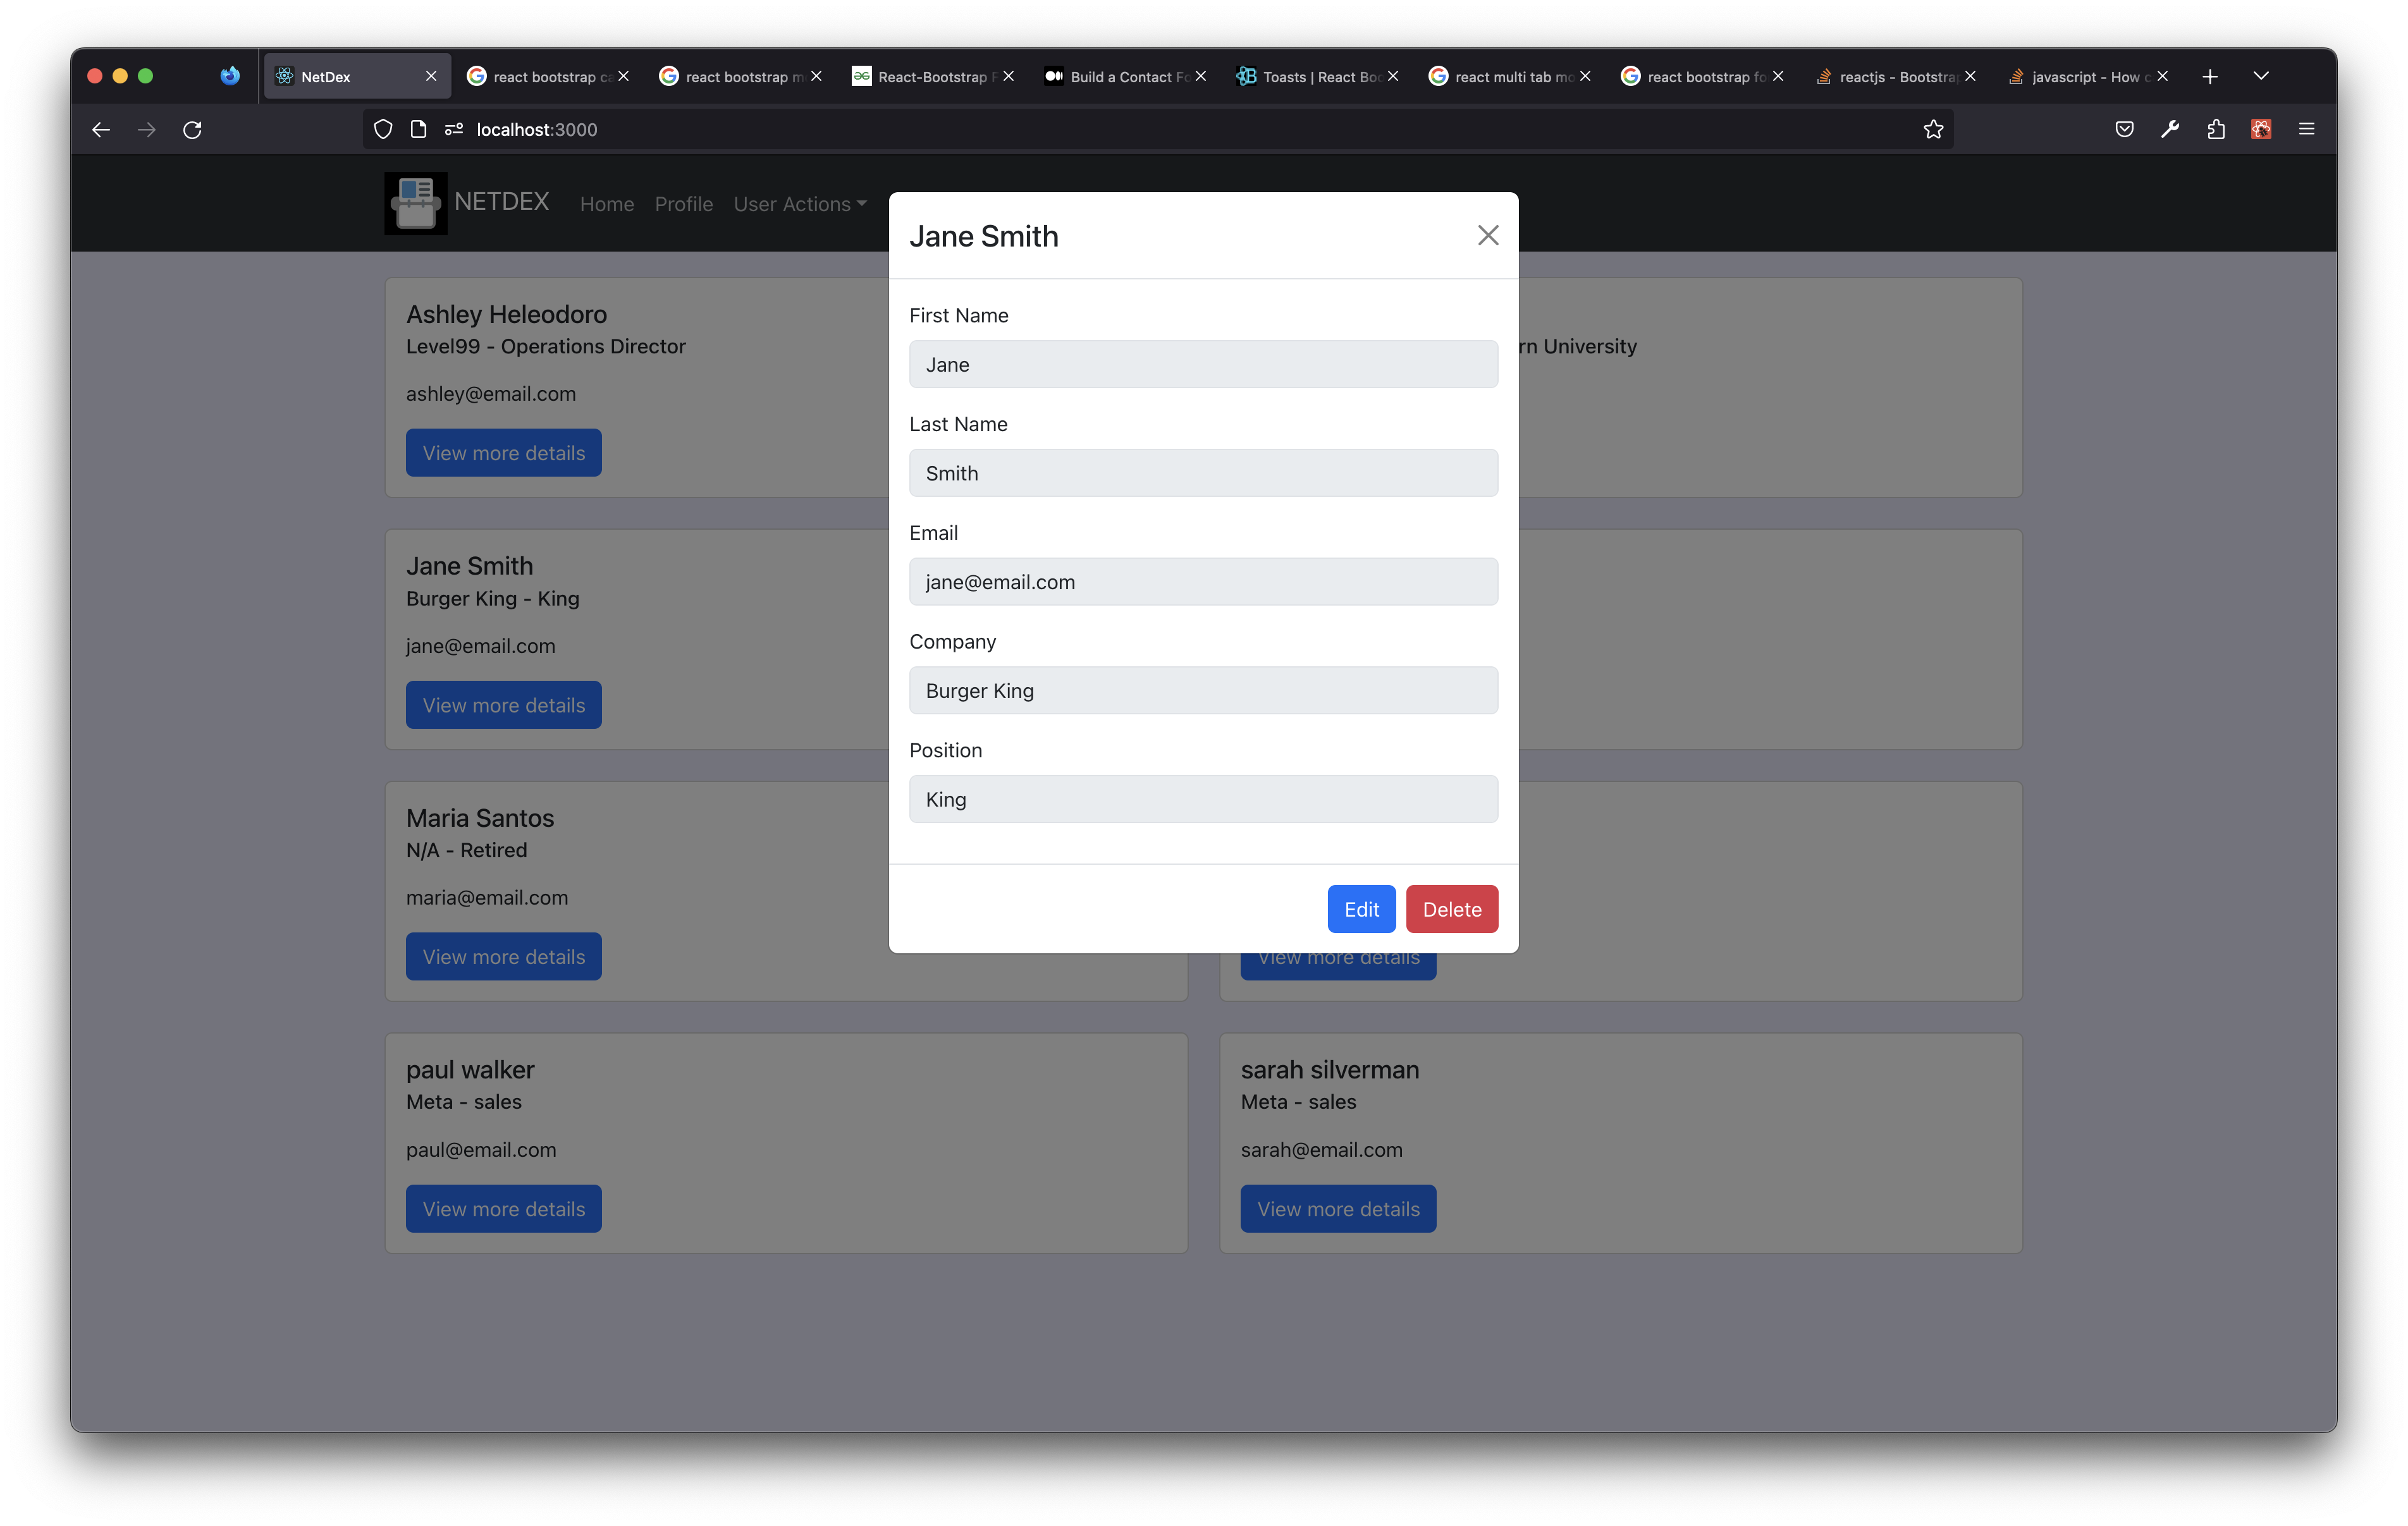 NetDex
react bootstrap ca
react bootstrap m
React-Bootstrap F
Build a Contact Fo
Toasts | React Boo
react multi tab mo
react bootstrap fo
reactjs - Bootstrap
javascript - How c
localhost:3000
NETDEX
Home
Profile
User Actions
Jane Smith
First Name
Jane
Last Name
Smith
Email
jane@email.com
Company
Burger King
Position
King
Edit
Delete
Ashley Heleodoro
Level99 - Operations Director
ashley@email.com
View more details
rn University
Jane Smith
Burger King - King
jane@email.com
View more details
Maria Santos
N/A - Retired
maria@email.com
View more details
View more details
paul walker
Meta - sales
paul@email.com
View more details
sarah silverman
Meta - sales
sarah@email.com
View more details